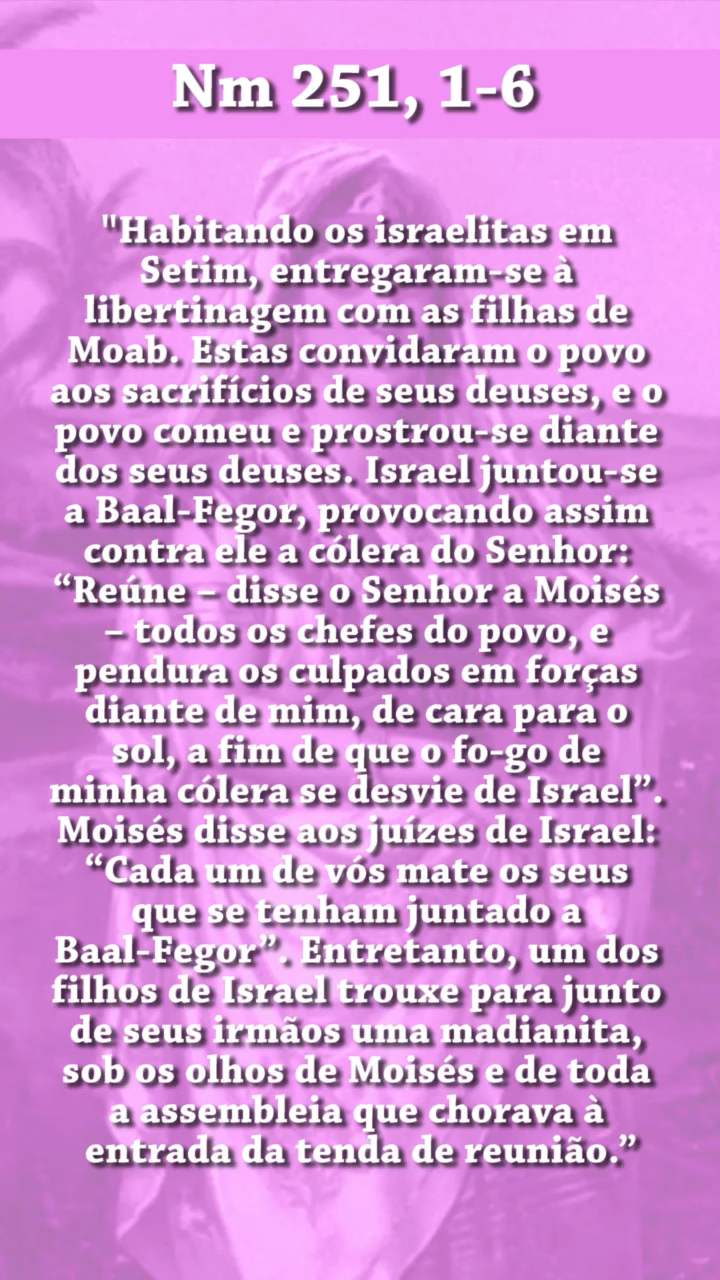 Nm 251, 1-6
"Habitando os israelitas em
Setim, entregaram-se à
libertinagem com as filhas de
Moab. Estas convidaram o povo
aos sacrifícios de seus deuses, e o
povo comeu e prostrou-se diante
dos seus deuses. Israel juntou-se
a Baal-Fegor, provocando assim
contra ele a cólera do Senhor:
“Reúne – disse o Senhor a Moisés
– todos os chefes do povo, e
pendura os culpados em forças
diante de mim, de cara para o
sol, a fim de que o fo-go de
minha cólera se desvie de Israel”.
Moisés disse aos juízes de Israel:
“Cada um de vós mate os seus
que se tenham juntado a
Baal-Fegor”. Entretanto, um dos
filhos de Israel trouxe para junto
de seus irmãos uma madianita,
sob os olhos de Moisés e de toda
a assembleia que chorava à
entrada da tenda de reunião.”